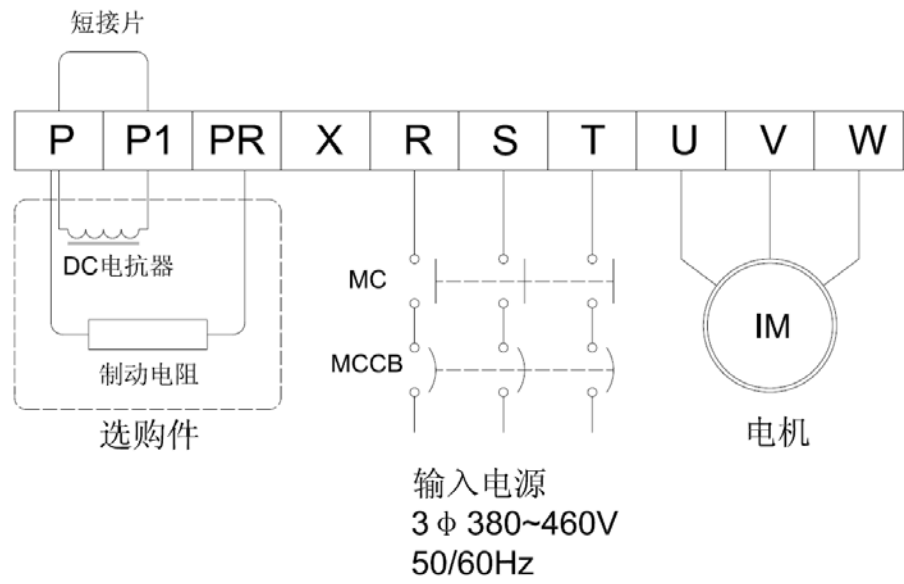 短接片
P P1 PR X R S T U V W
DC电抗器
MC
IM
制动电阻
MCCB
选购件
电机
输入电源
3 φ 380~460V
50/60Hz